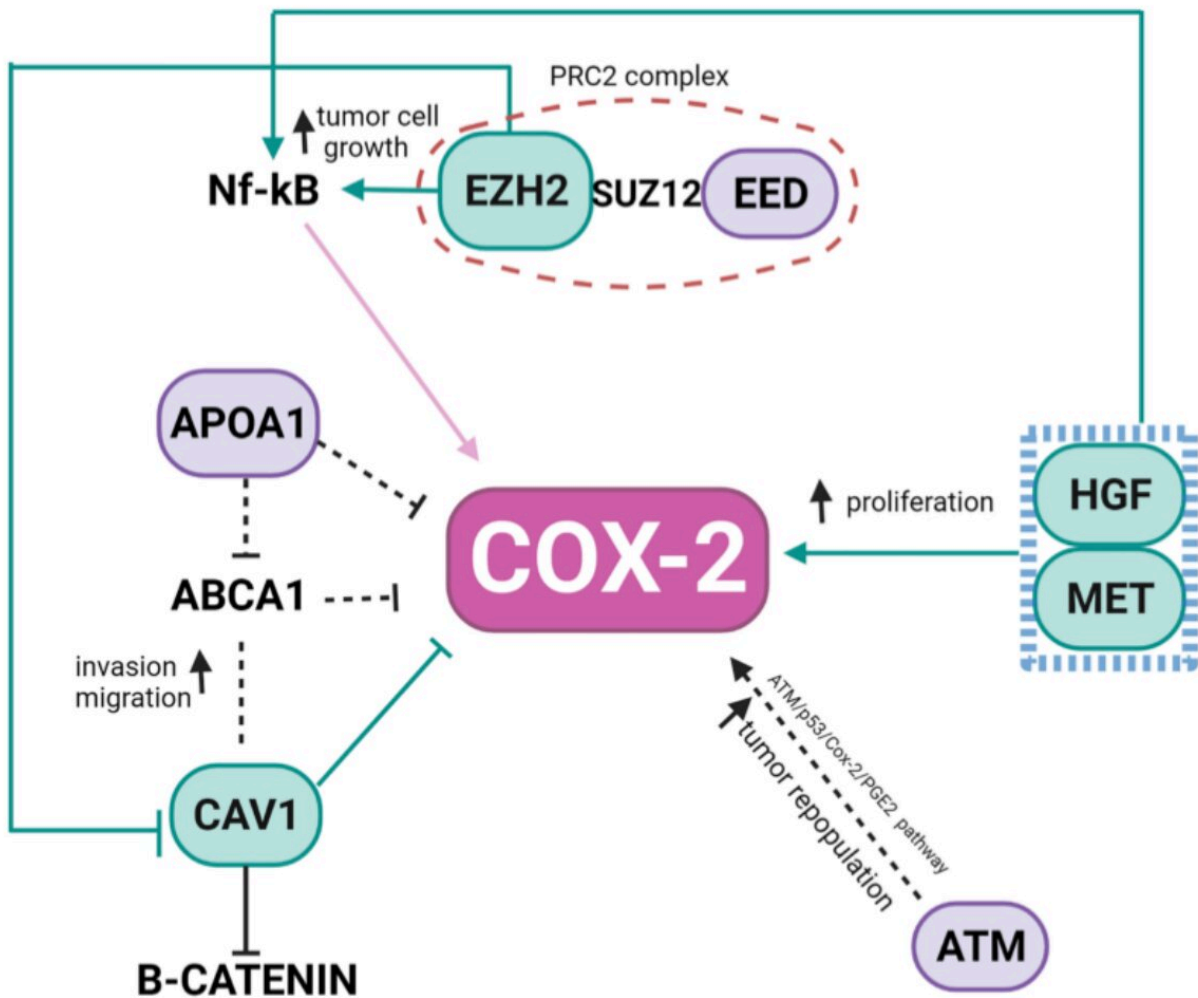 PRC2 complex
tumor cell
growth
Nf-kB
EZH2
SUZ12
EED
APOA1
COX-2
proliferation
HGF
MET
ABCA1
invasion
migration
ATM/p53/Cox-2/PGE2 pathway
tumor repopulation
CAV1
ATM
B-CATENIN